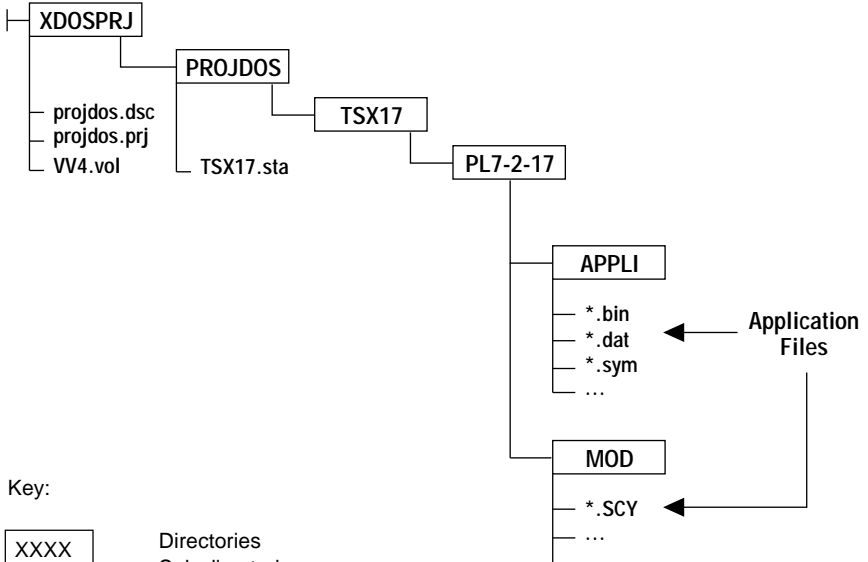 XDOSPRJ
PROJDOS
projdos.dsc
projdos.prj
VV4.vol
TSX17
TSX17.sta
PL7-2-17
APPLI
*.bin
*.dat
*.sym
...
Application
Files
MOD
*.SCY
...
Key:
XXXX
Directories